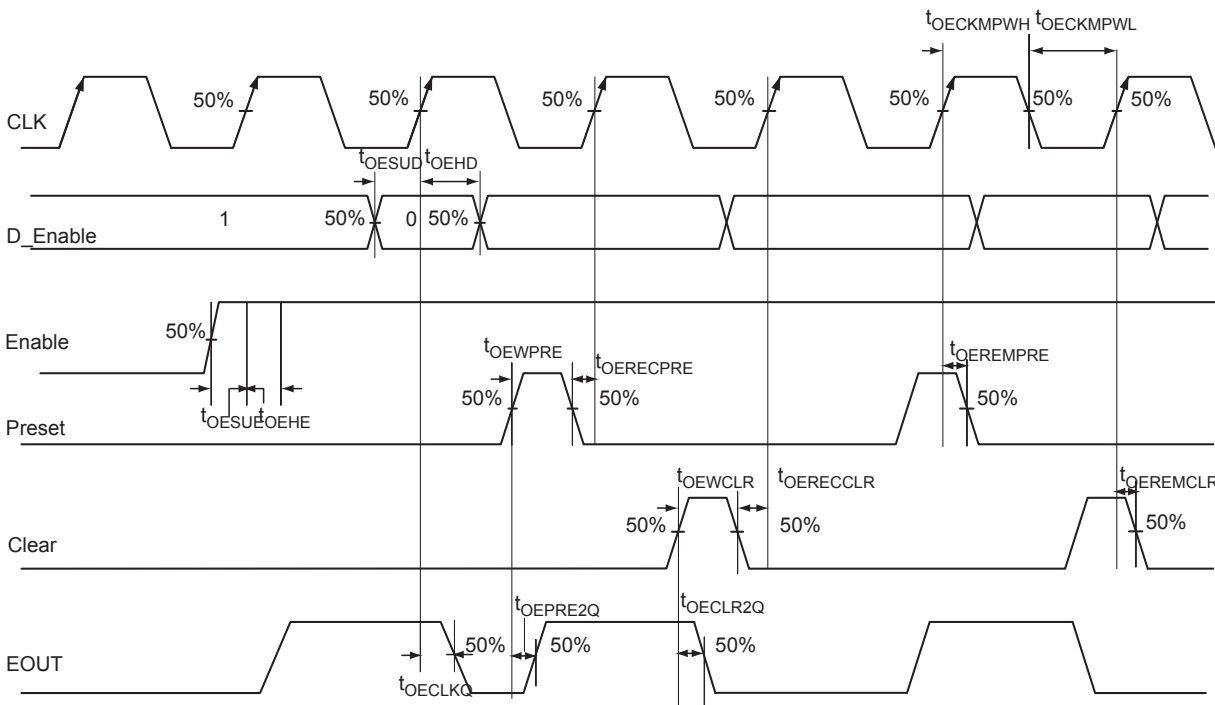 tOECKMPWH tOECKMPWL
50% 50% 50% 50% 50% 50% 50%
CLK
tOESUD tOEHD
1 50% 0 50%
D_Enable
50%
Enable
tOEWPRE tOERECPRE tOEREMPRE
50% 50% 50%
tOESUE tOEHE
Preset
tOEWCLR tOERECCLR tOEREMCLR
50% 50% 50%
Clear
tOEPRE2Q tOECLR2Q
50% 50% 50%
EOUT
tOECLKQ